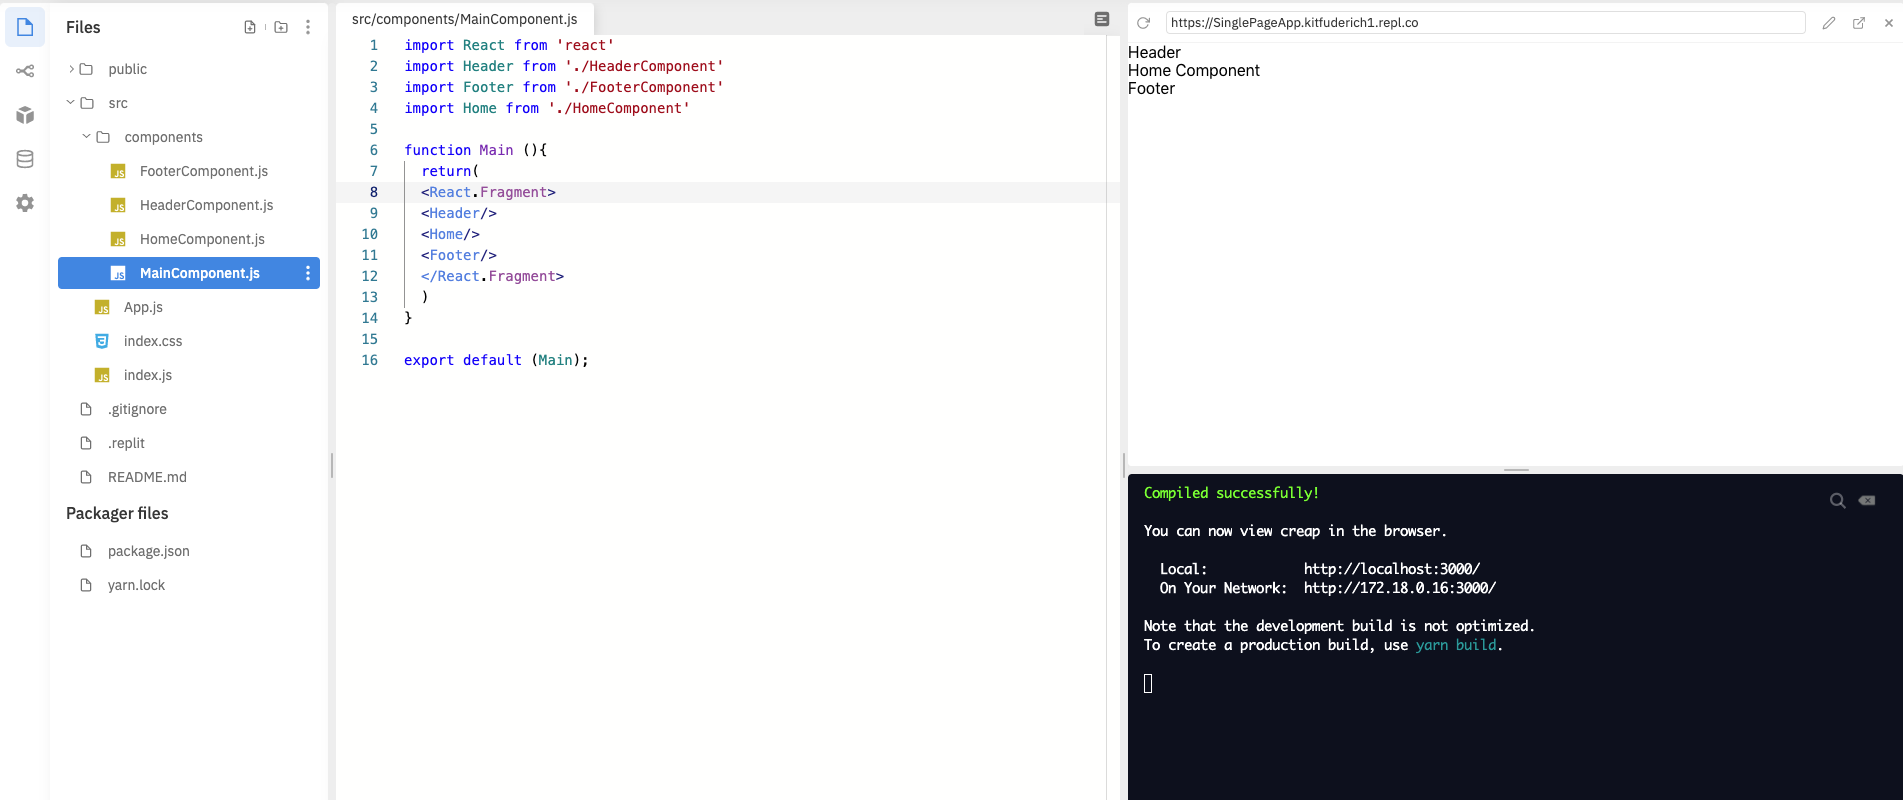 Files
public
src
components
JS FooterComponent.js
JS HeaderComponent.js
JS HomeComponent.js
JS MainComponent.js
JS App.js
index.css
JS index.js
.gitignore
.replit
README.md
Packager files
package.json
yarn.lock
src/components/MainComponent.js
1 import React from 'react'
2 import Header from './HeaderComponent'
3 import Footer from './FooterComponent'
4 import Home from './HomeComponent'
5
6 function Main (){
7 return(
8 <React.Fragment>
9 <Header/>
10 <Home/>
11 <Footer/>
12 </React.Fragment>
13 )
14 }
15
16 export default (Main);
https://SinglePageApp.kitfuderich1.repl.co
Header
Home Component
Footer
Compiled successfully!
You can now view creap in the browser.
Local: http://localhost:3000/
On Your Network: http://172.18.0.16:3000/
Note that the development build is not optimized.
To create a production build, use yarn build.